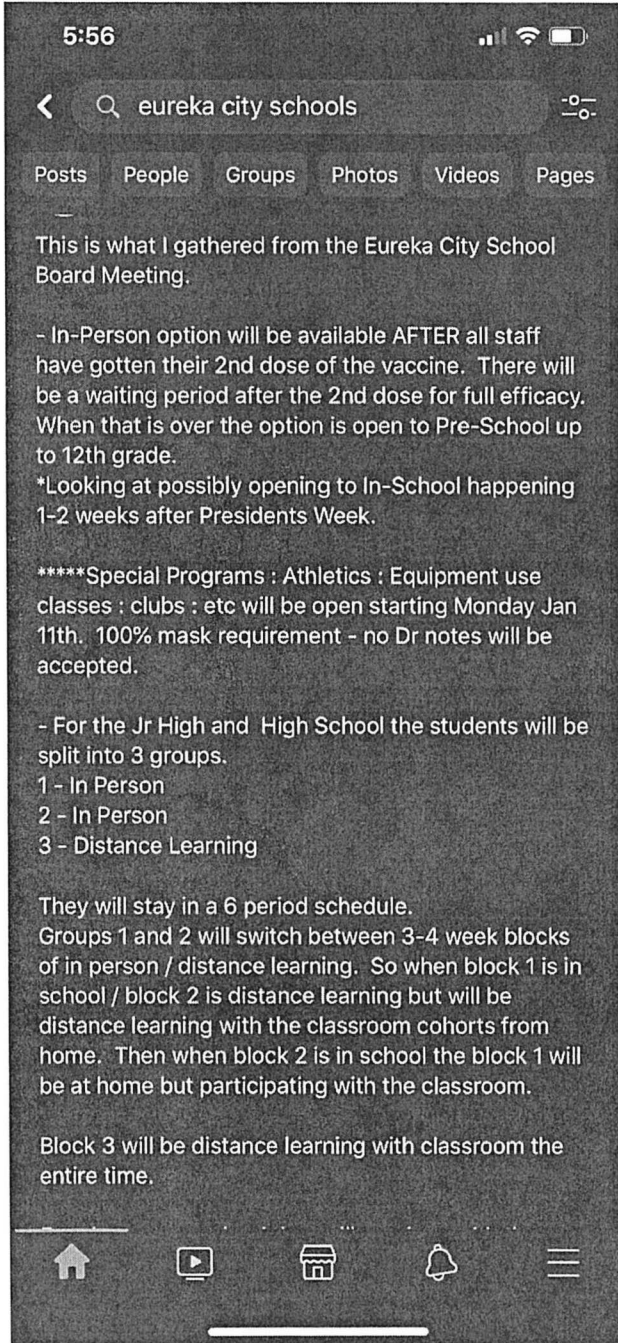 5:56
eureka city schools
Posts People Groups Photos Videos Pages
This is what I gathered from the Eureka City School
Board Meeting.
- In-Person option will be available AFTER all staff
have gotten their 2nd dose of the vaccine.  There will
be a waiting period after the 2nd dose for full efficacy.
When that is over the option is open to Pre-School up
to 12th grade.
*Looking at possibly opening to In-School happening
1-2 weeks after Presidents Week.
*****Special Programs : Athletics : Equipment use
classes : clubs : etc will be open starting Monday Jan
11th.  100% mask requirement - no Dr notes will be
accepted.
- For the Jr High and  High School the students will be
split into 3 groups.
1 - In Person
2 - In Person
3 - Distance Learning
They will stay in a 6 period schedule.
Groups 1 and 2 will switch between 3-4 week blocks
of in person / distance learning.  So when block 1 is in
school / block 2 is distance learning but will be
distance learning with the classroom cohorts from
home.  Then when block 2 is in school the block 1 will
be at home but participating with the classroom.
Block 3 will be distance learning with classroom the
entire time.